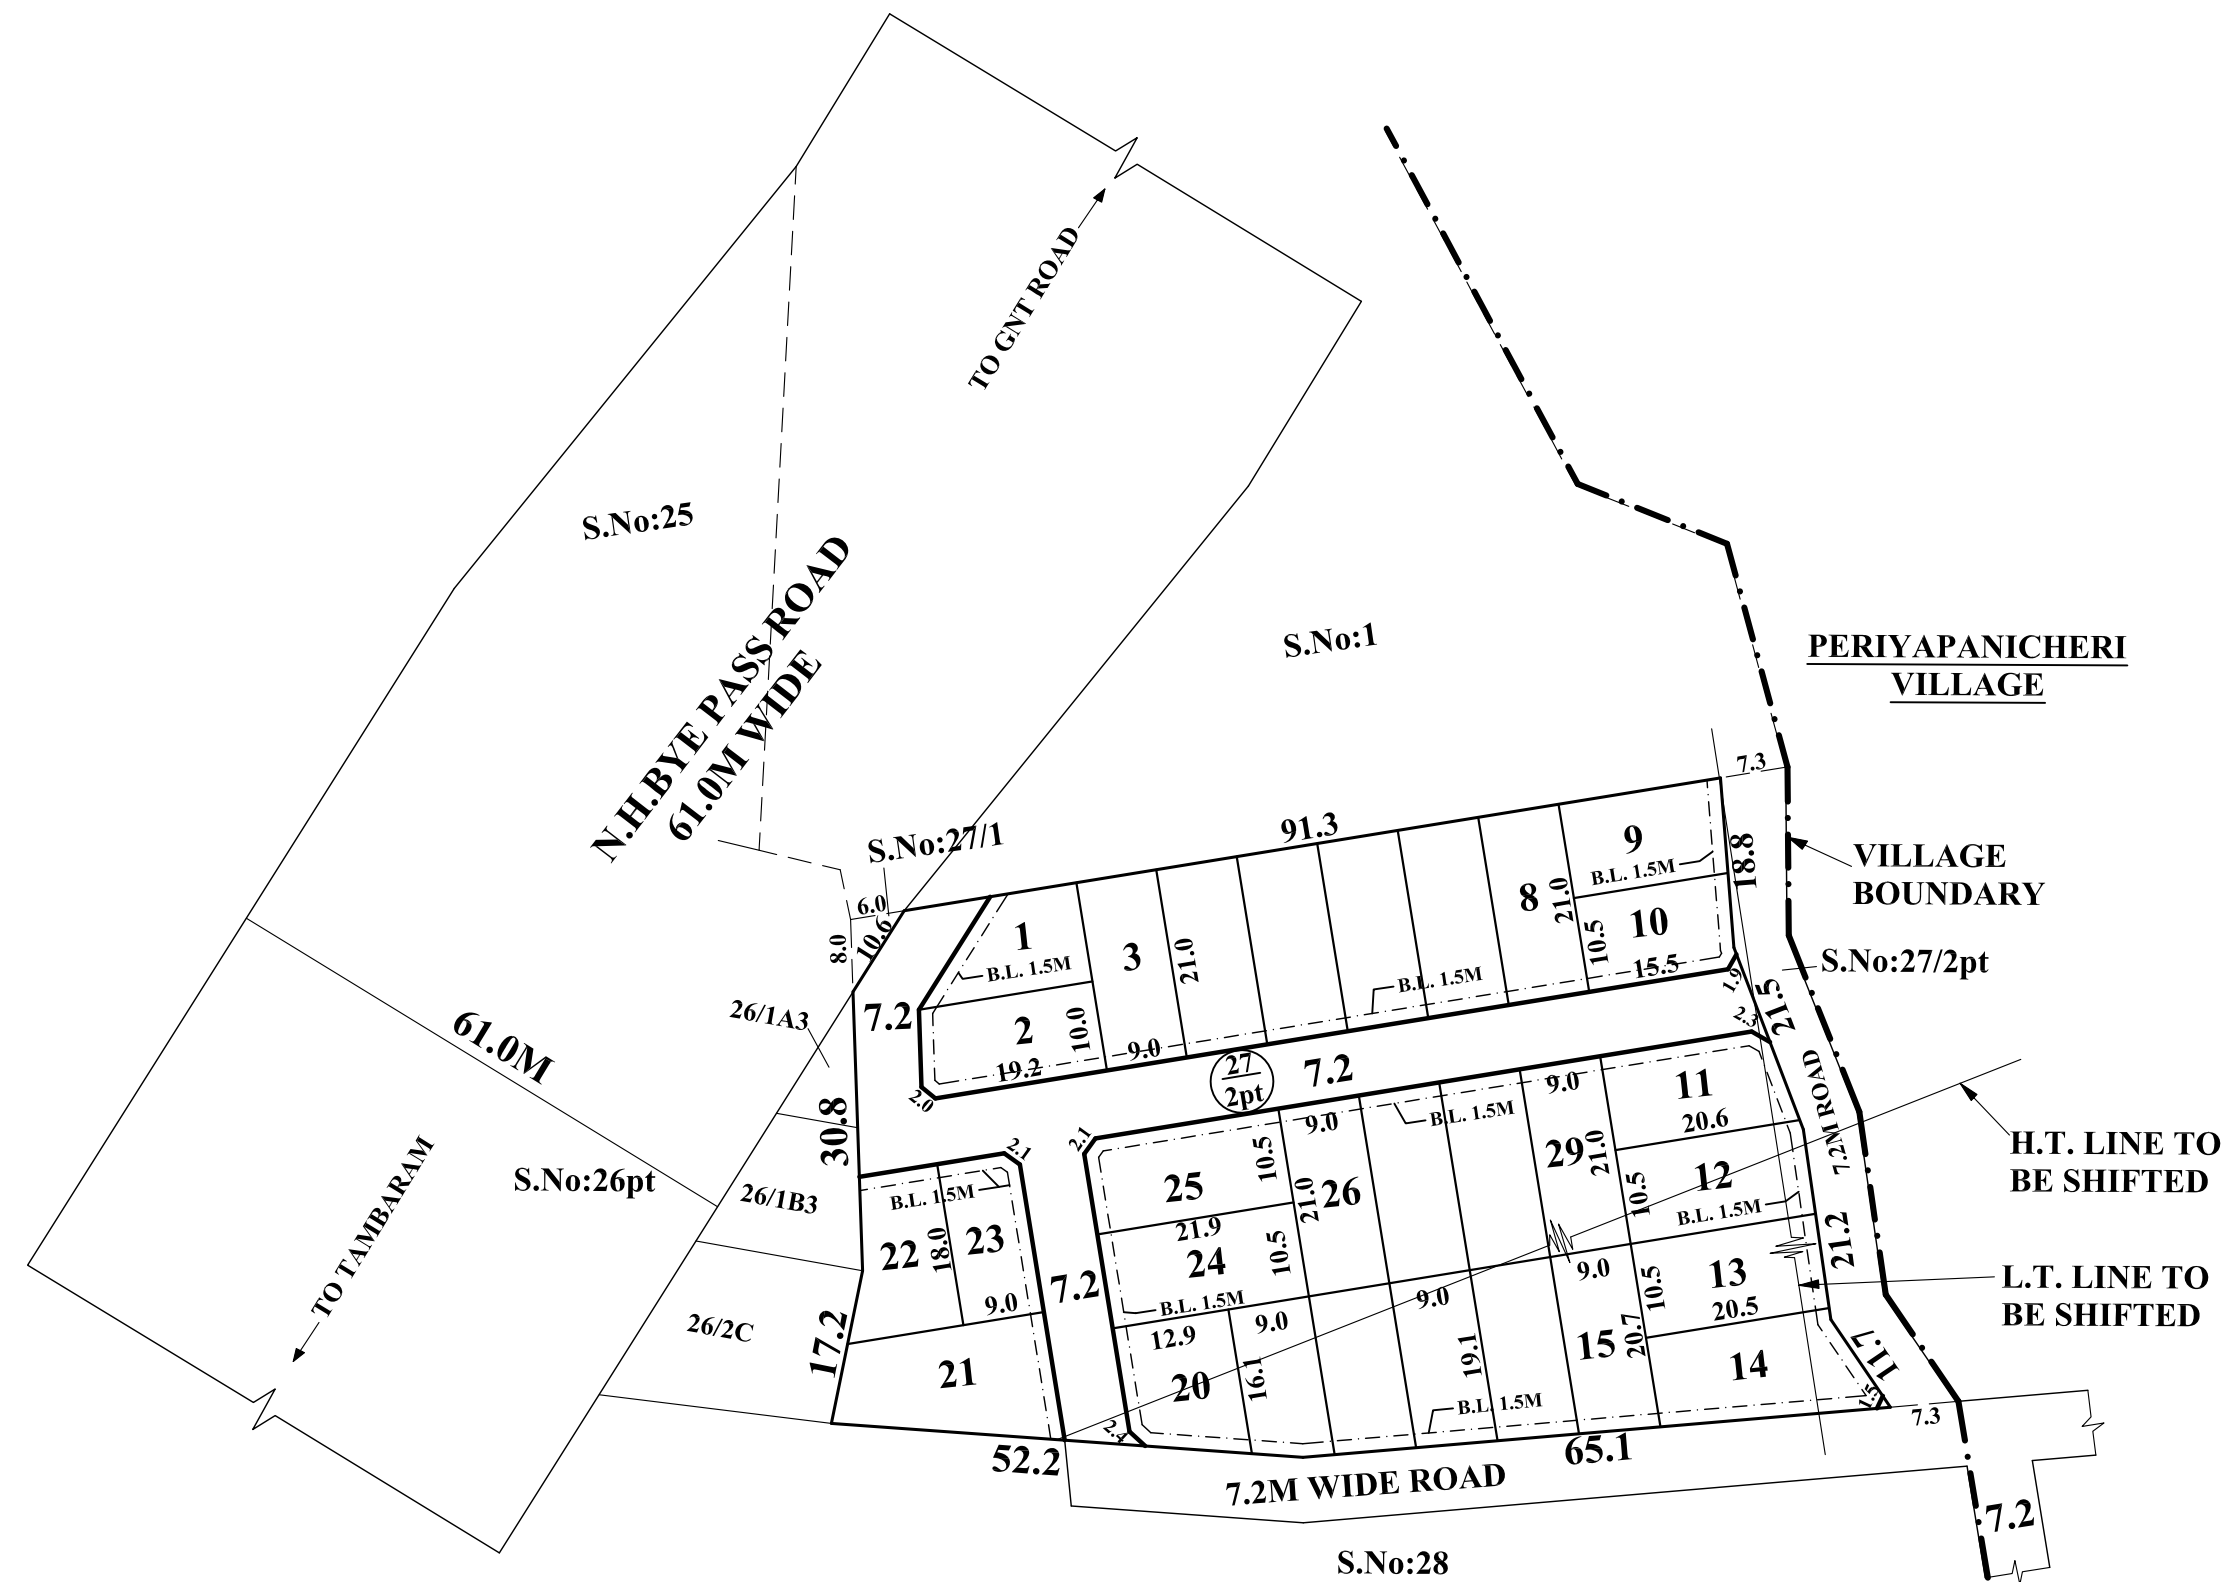 TO GNT ROAD
S.No:25
N.H.BYE PASS ROAD
61.0M WIDE
S.No:1
PERIYAPANICHERI
VILLAGE
7.3
S.No:27/1
91.3
9
B.L. 1.5M
18.8
VILLAGE
BOUNDARY
6.0
8.0
10.6
1
B.L. 1.5M
3
21.0
8
21.0
10
10.5
15.5
B.L. 1.5M
1.9
S.No:27/2pt
21.5
26/1A3
7.2
2
10.0
19.2
9.0
2.0
27
2pt
7.2
2.3
7.2M ROAD
61.0M
30.8
2.1
2.1
9.0
B.L. 1.5M
9.0
11
20.6
H.T. LINE TO
BE SHIFTED
TO TAMBARAM
S.No:26pt
26/1B3
B.L. 1.5M
22
18.0
23
9.0
25
10.5
21.9
21.0
26
29
21.0
12
10.5
B.L. 1.5M
21.2
7.2
24
10.5
B.L. 1.5M
9.0
9.0
9.0
13
10.5
20.5
L.T. LINE TO
BE SHIFTED
26/2C
17.2
21
12.9
20
16.1
19.1
15
20.7
14
11.7
B.L. 1.5M
1.5
2.4
7.3
52.2
65.1
7.2M WIDE ROAD
7.2
S.No:28